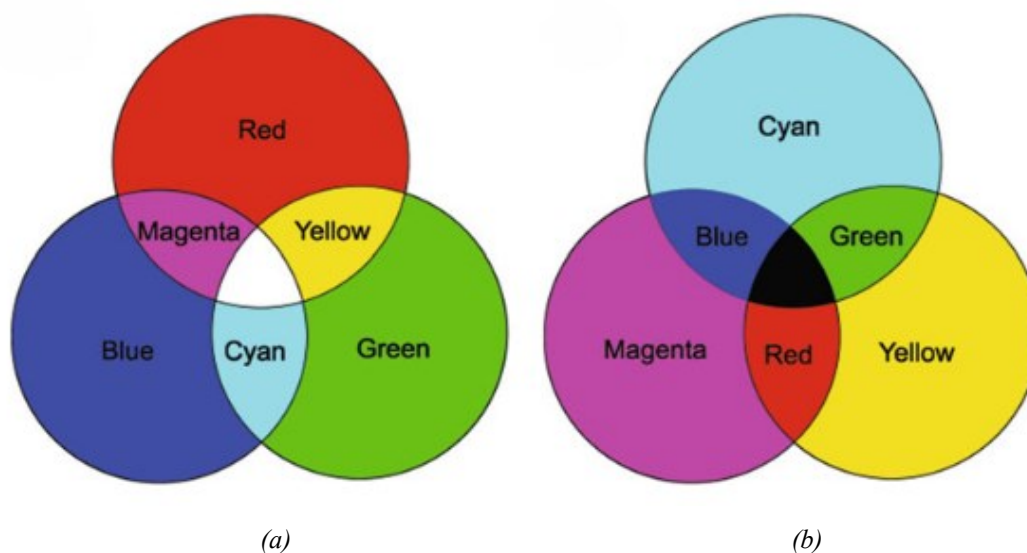 Red
Magenta
Yellow
Blue
Cyan
Green
(a)
Cyan
Blue
Green
Magenta
Red
Yellow
(b)